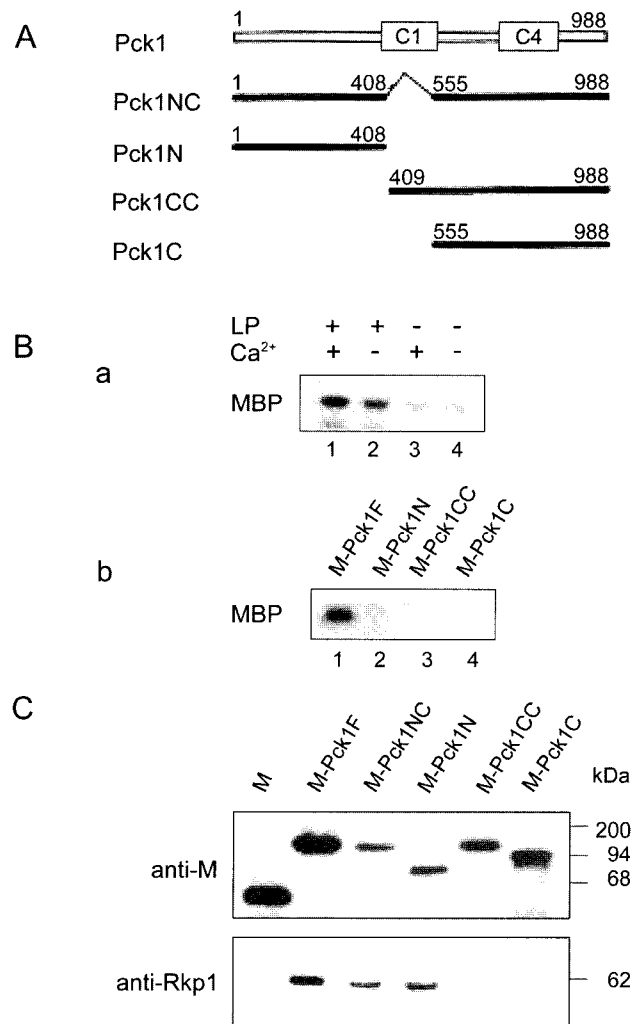 A
1 988
Pck1 C1 C4
1 408 555 988
Pck1NC
1 408
Pck1N
409 988
Pck1CC
555 988
Pck1C
B
LP + + - -
Ca²⁺ + - + -
a
MBP
1 2 3 4
M-Pck1F M-Pck1N M-Pck1CC M-Pck1C
b
MBP
1 2 3 4
C
M M-Pck1F M-Pck1NC M-Pck1N M-Pck1CC M-Pck1C
kDa
200
anti-M 94
68
anti-Rkp1 62